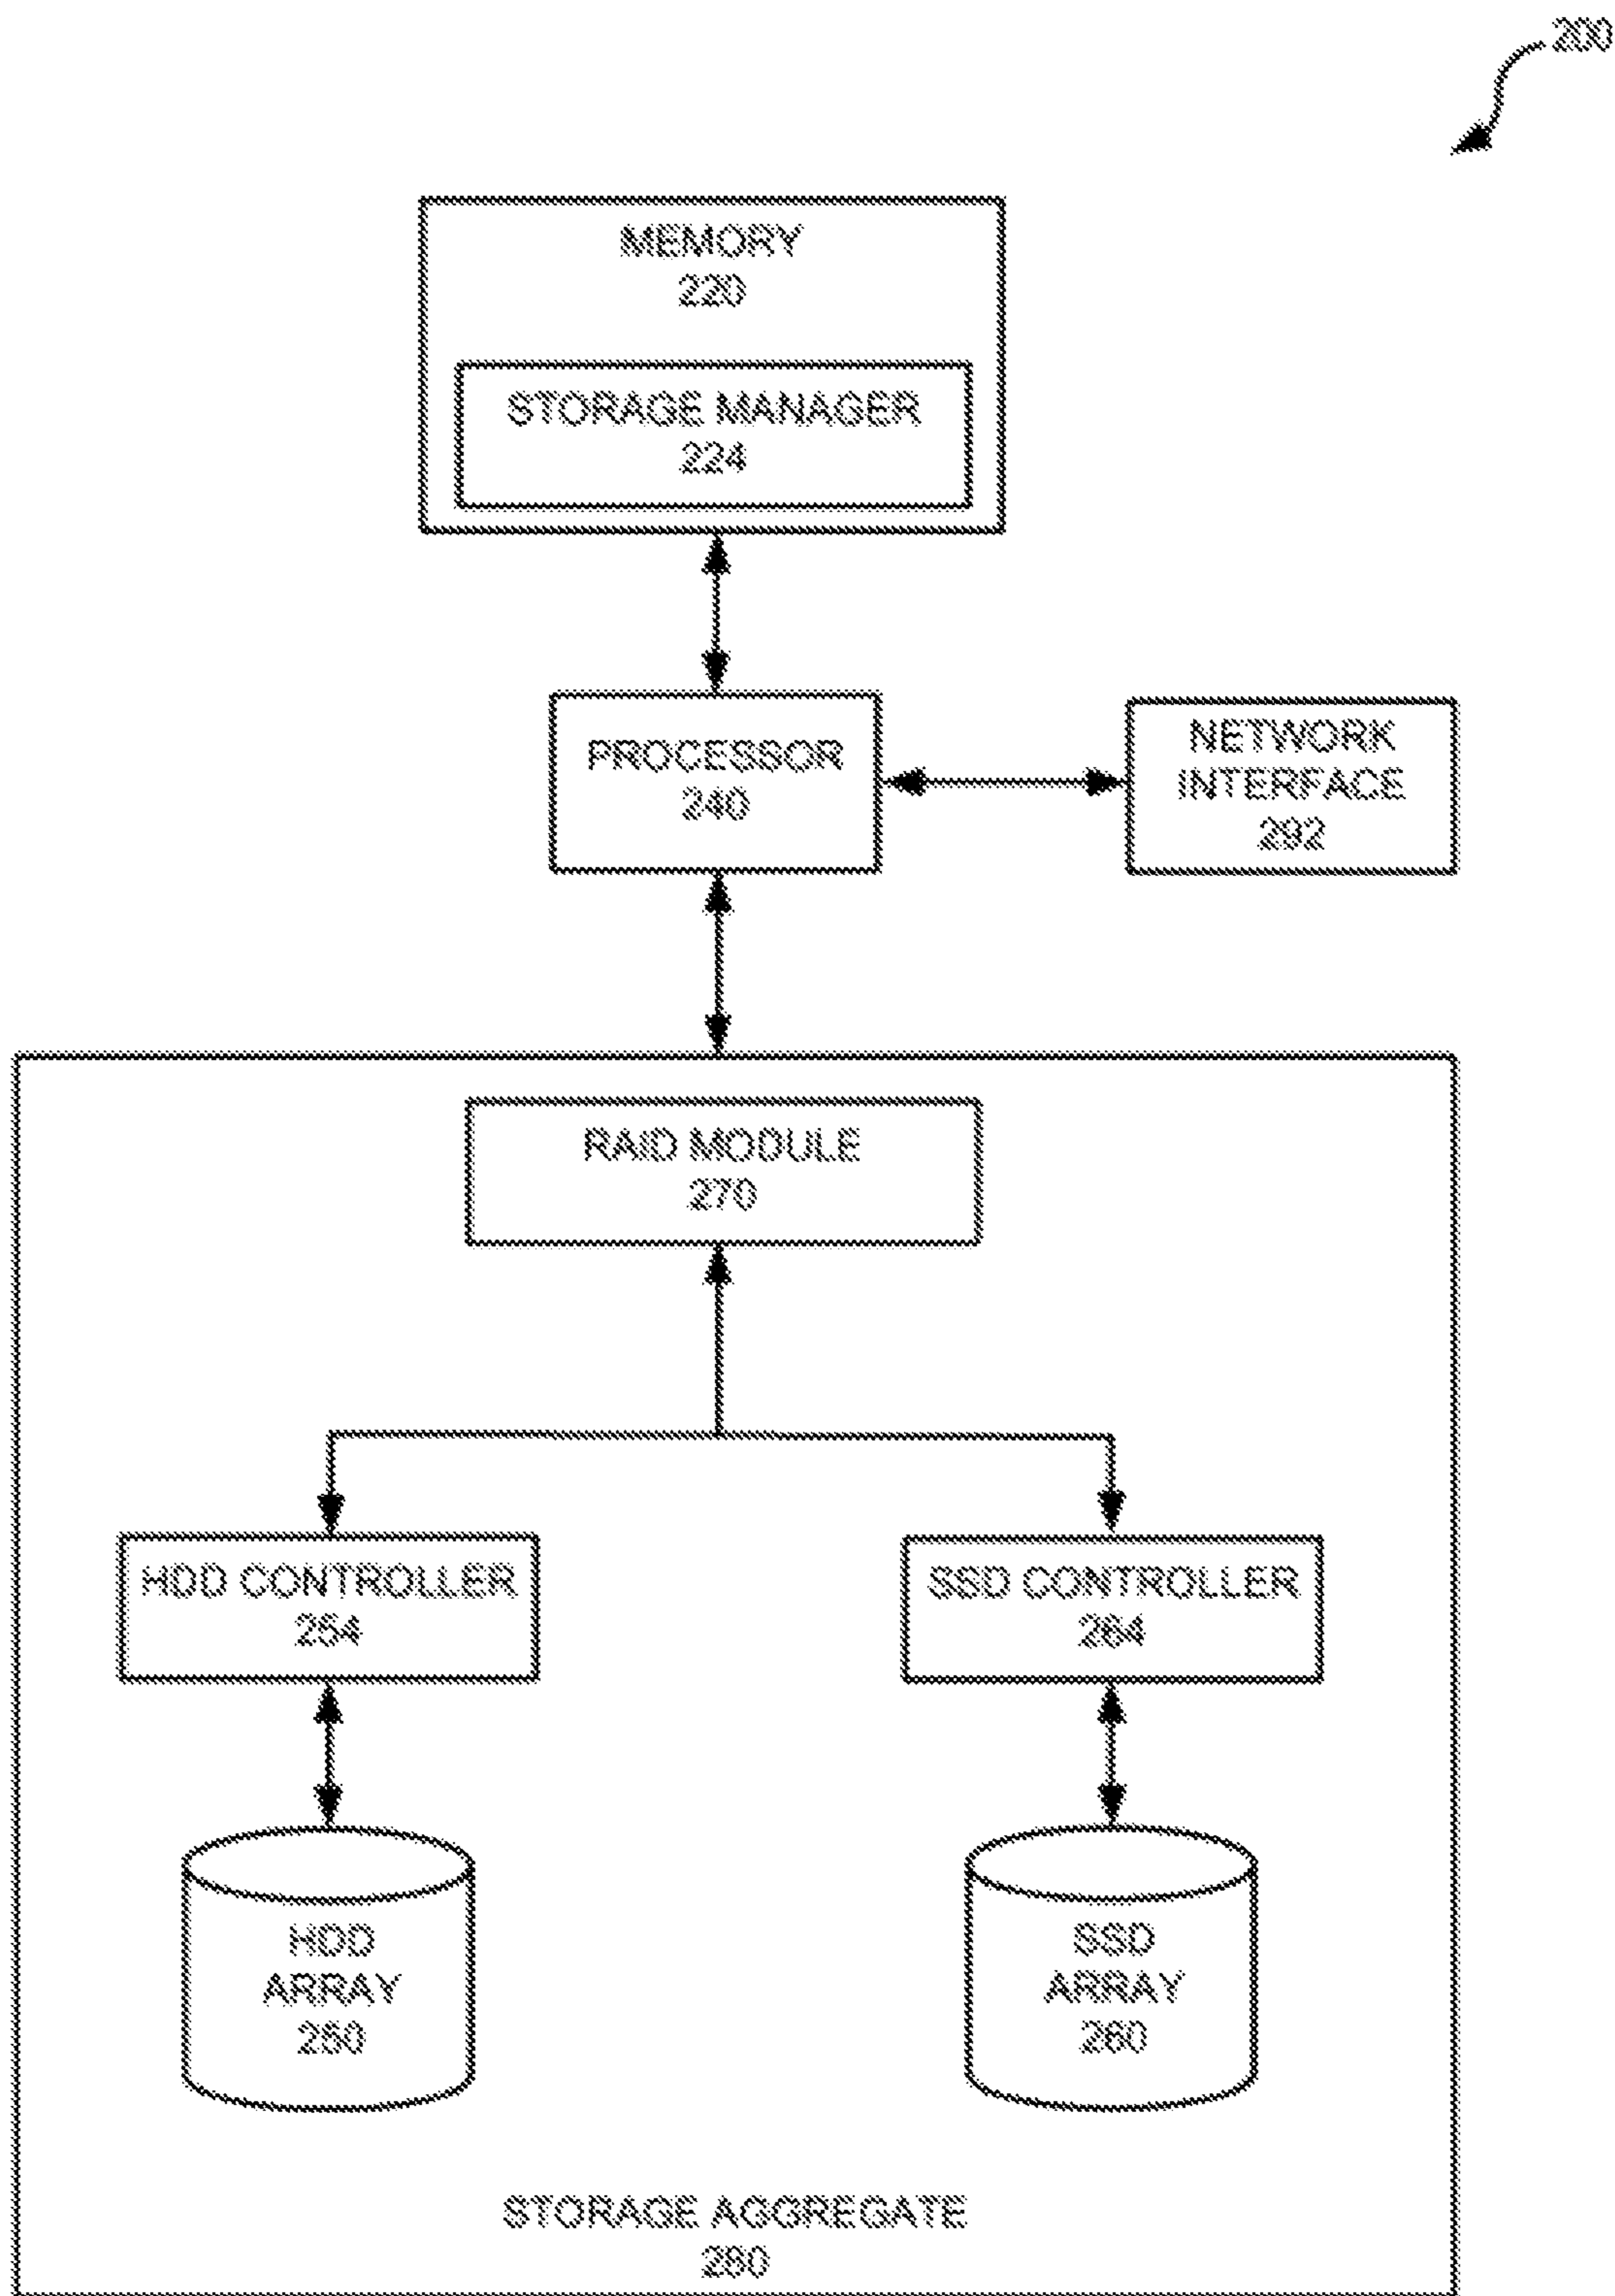 200
MEMORY
220
STORAGE MANAGER
224
PROCESSOR
240
NETWORK
INTERFACE
292
RAID MODULE
270
HDD CONTROLLER
254
SSD CONTROLLER
264
HDD
ARRAY
250
SSD
ARRAY
260
STORAGE AGGREGATE
280